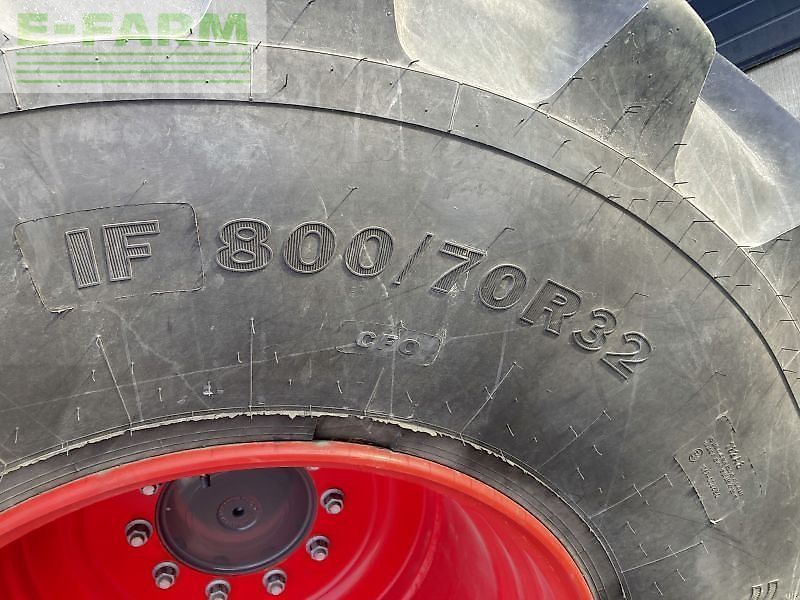 E-FARM
IF 800/70R32
CFO